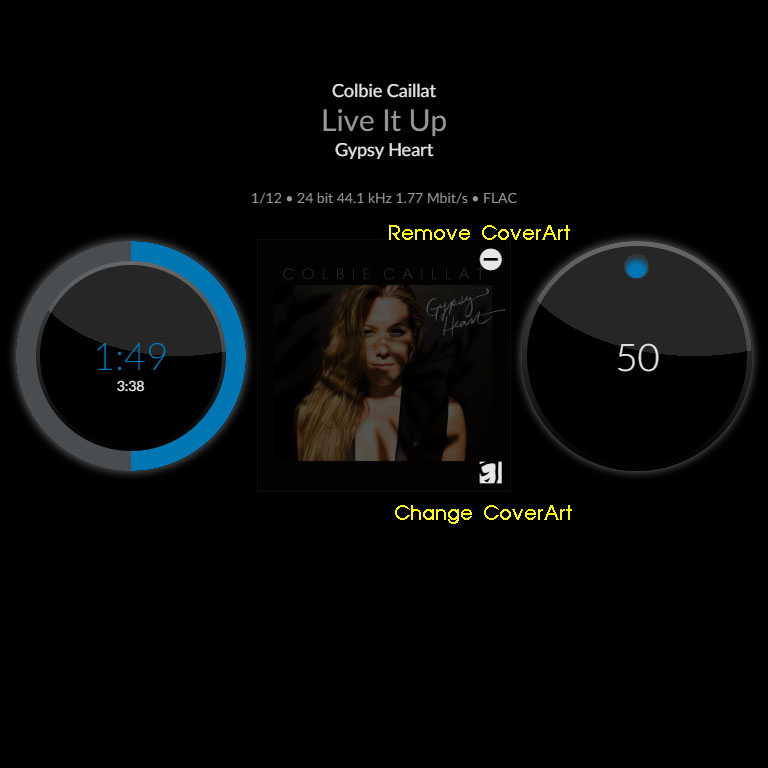 Colbie Caillat
Live It Up
Gypsy Heart
1/12 • 24 bit 44.1 kHz 1.77 Mbit/s • FLAC
Remove CoverArt
COLBIE CAILLAT
Gypsy
Heart
1:49
3:38
50
Change CoverArt